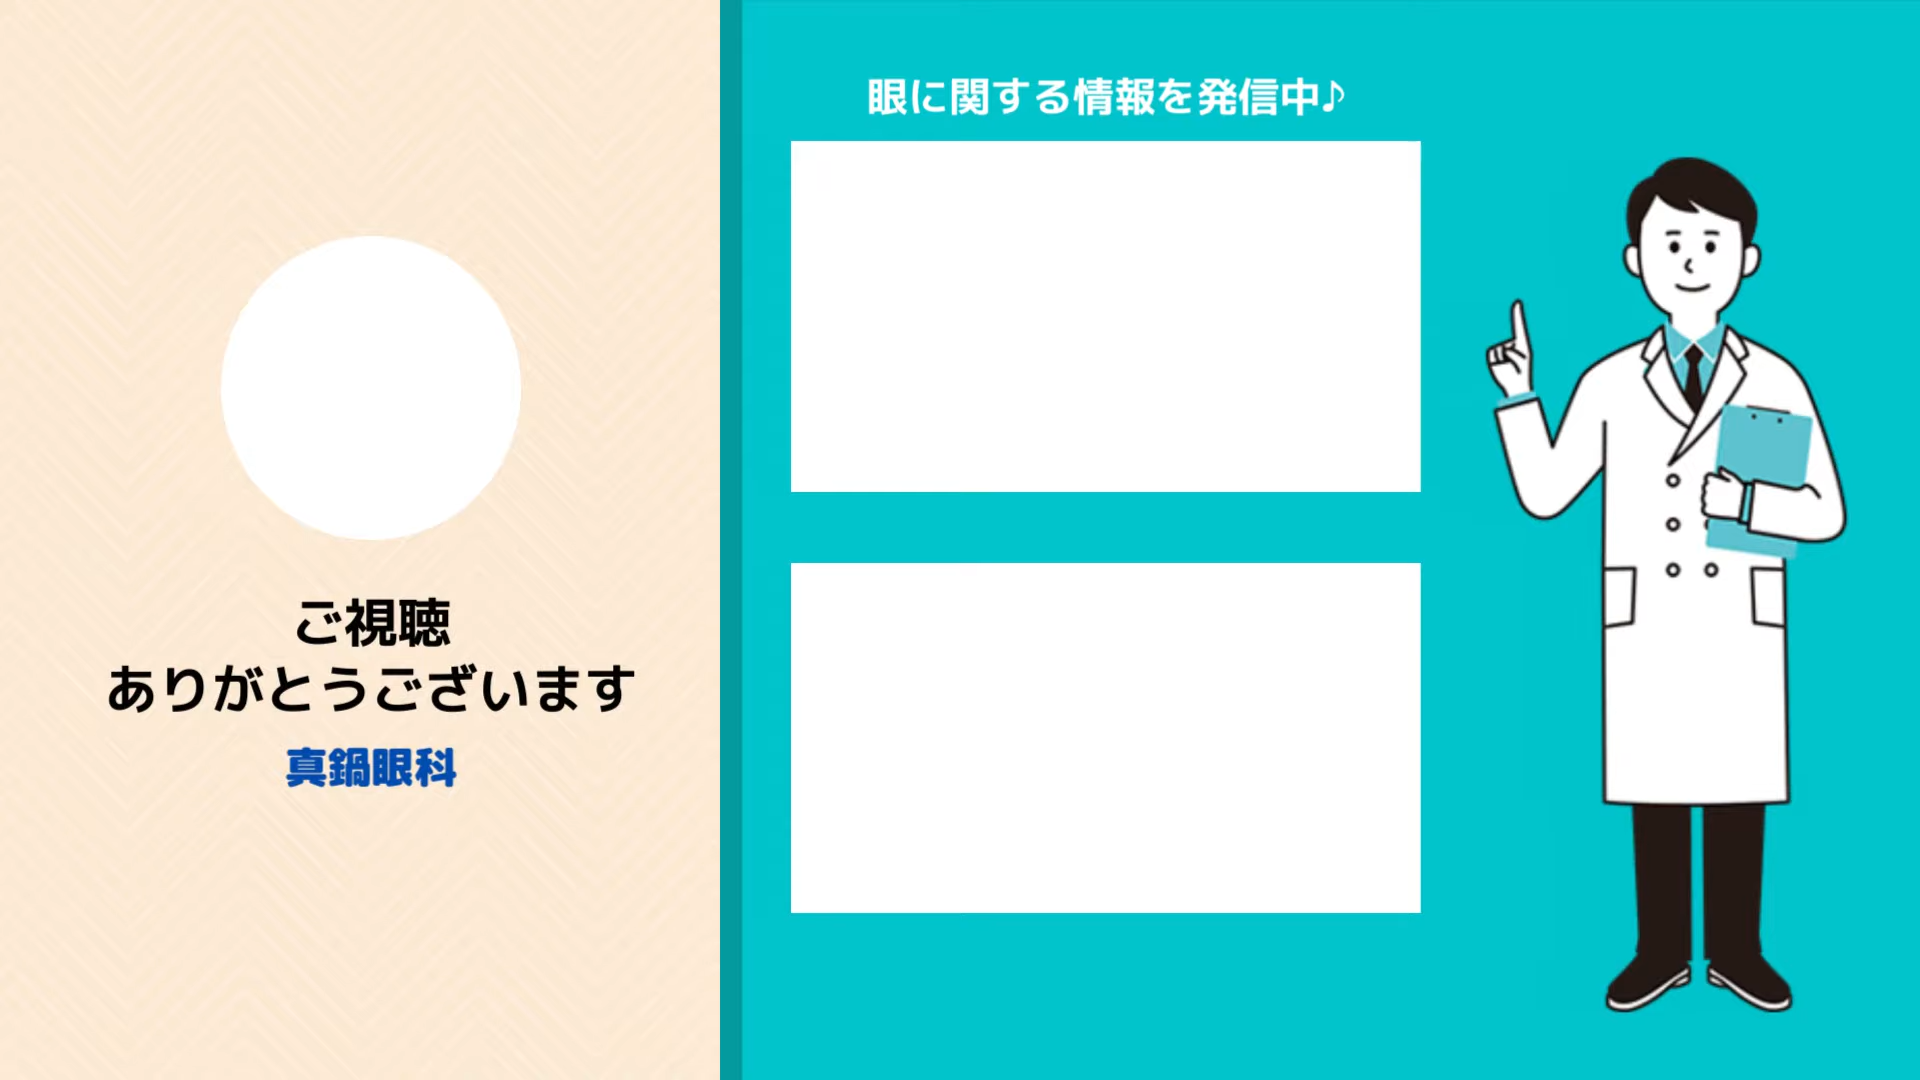 眼に関する情報を発信中♪
ご視聴
ありがとうございます
真鍋眼科